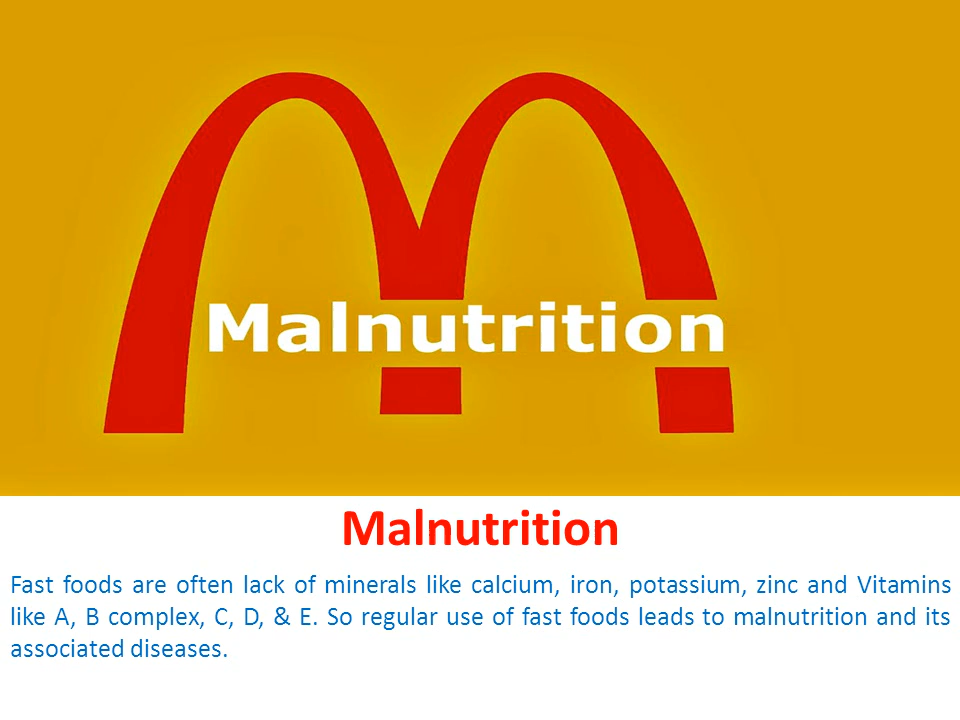 Malnutrition
Malnutrition
Fast foods are often lack of minerals like calcium, iron, potassium, zinc and Vitamins
like A, B complex, C, D, & E. So regular use of fast foods leads to malnutrition and its
associated diseases.